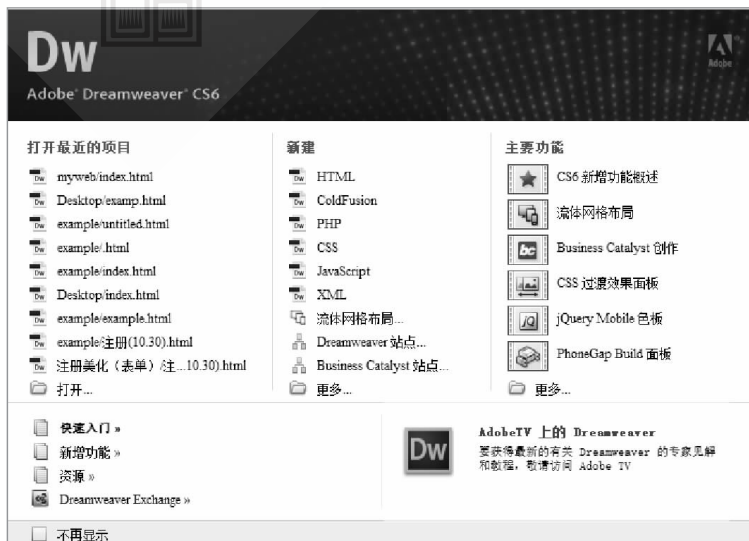 Dw
Adobe
Adobe® Dreamweaver® CS6
打开最近的项目
myweb/index.html
Desktop/examp.html
example/untitled.html
example/.html
example/index.html
Desktop/index.html
example/example.html
example/注册(10.30).html
注册美化（表单）/注...10.30).html
打开...
新建
HTML
ColdFusion
PHP
CSS
JavaScript
XML
流体网格布局...
Dreamweaver 站点...
Business Catalyst 站点...
更多...
主要功能
CS6 新增功能概述
流体网格布局
Business Catalyst 创作
CSS 过渡效果面板
jQuery Mobile 色板
PhoneGap Build 面板
更多...
快速入门 »
新增功能 »
资源 »
Dreamweaver Exchange »
Dw
AdobeTV 上的 Dreamweaver
要获得最新的有关 Dreamweaver 的专家见解
和教程，敬请访问 Adobe TV
不再显示